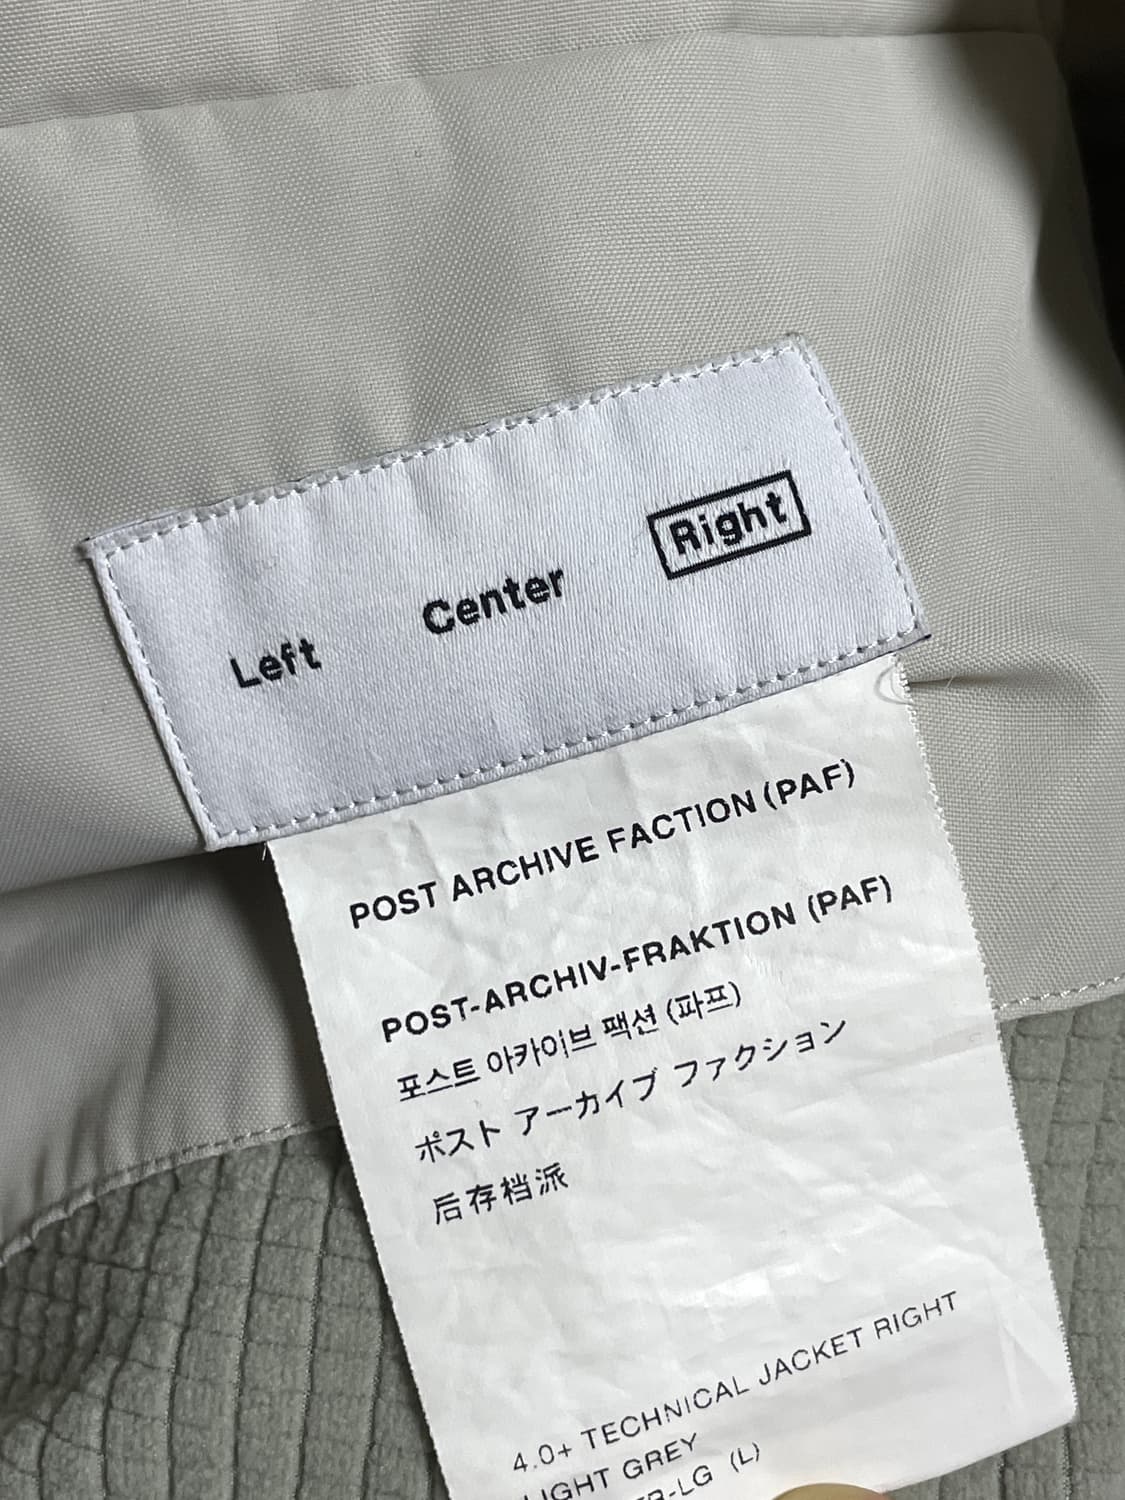 Left Center Right
POST ARCHIVE FACTION (PAF)
POST-ARCHIV-FRAKTION (PAF)
포스트 아카이브 팩션 (파프)
ポスト アーカイブ ファクション
后存档派
4.0+ TECHNICAL JACKET RIGHT
LIGHT GREY
(L)